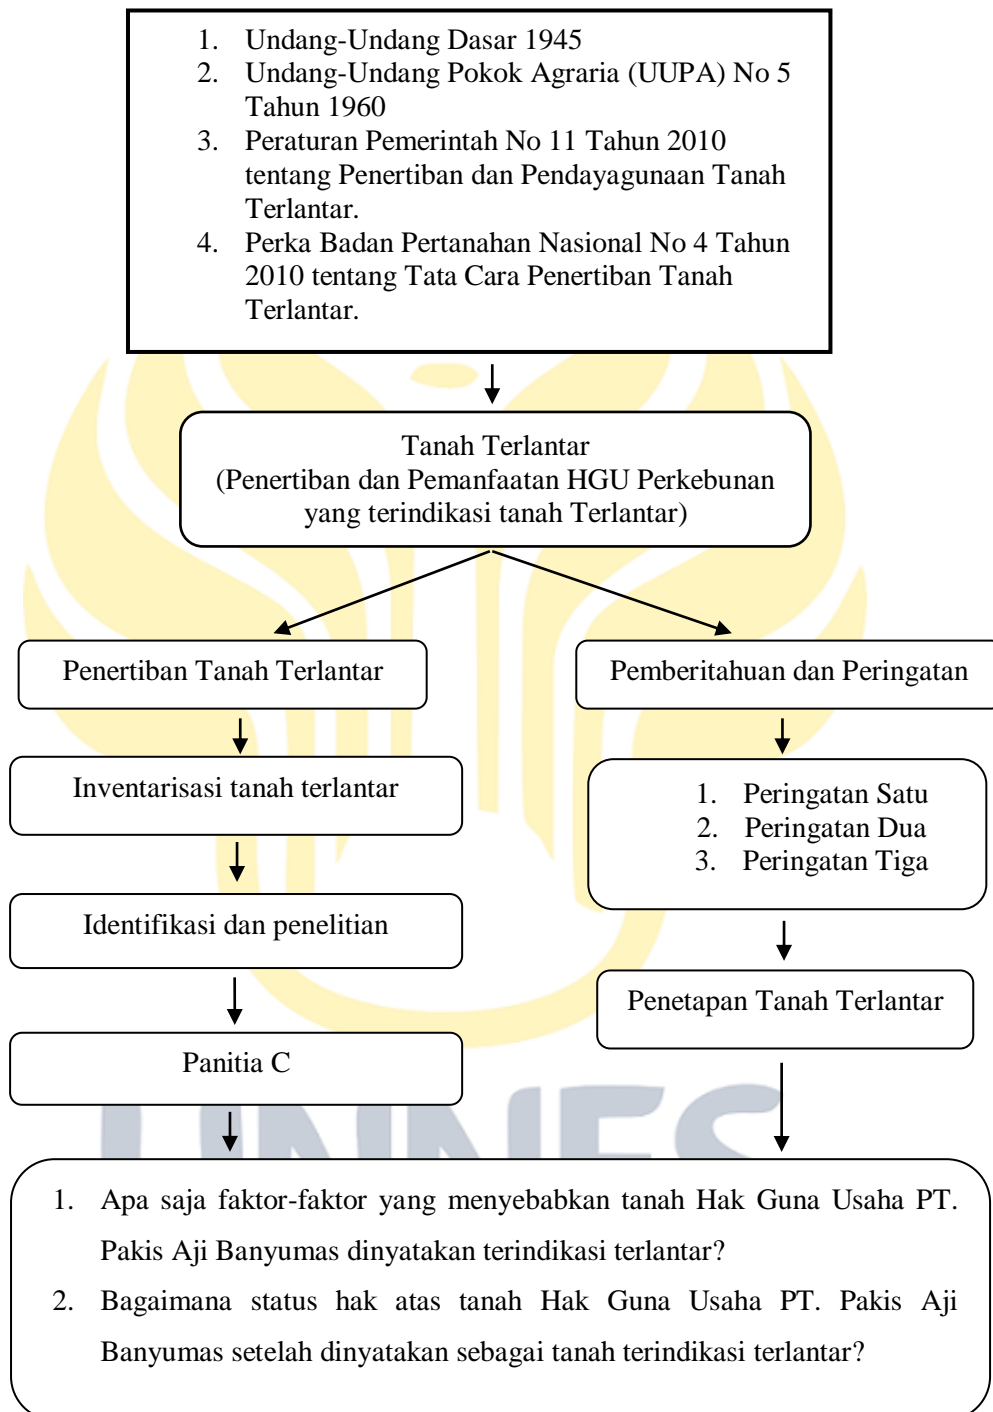 1. Undang-Undang Dasar 1945
2. Undang-Undang Pokok Agraria (UUPA) No 5
Tahun 1960
3. Peraturan Pemerintah No 11 Tahun 2010
tentang Penertiban dan Pendayagunaan Tanah
Terlantar.
4. Perka Badan Pertanahan Nasional No 4 Tahun
2010 tentang Tata Cara Penertiban Tanah
Terlantar.
Tanah Terlantar
(Penertiban dan Pemanfaatan HGU Perkebunan
yang terindikasi tanah Terlantar)
Penertiban Tanah Terlantar
Inventarisasi tanah terlantar
Identifikasi dan penelitian
Panitia C
Pemberitahuan dan Peringatan
1. Peringatan Satu
2. Peringatan Dua
3. Peringatan Tiga
Penetapan Tanah Terlantar
UNNES
1. Apa saja faktor-faktor yang menyebabkan tanah Hak Guna Usaha PT.
Pakis Aji Banyumas dinyatakan terindikasi terlantar?
2. Bagaimana status hak atas tanah Hak Guna Usaha PT. Pakis Aji
Banyumas setelah dinyatakan sebagai tanah terindikasi terlantar?